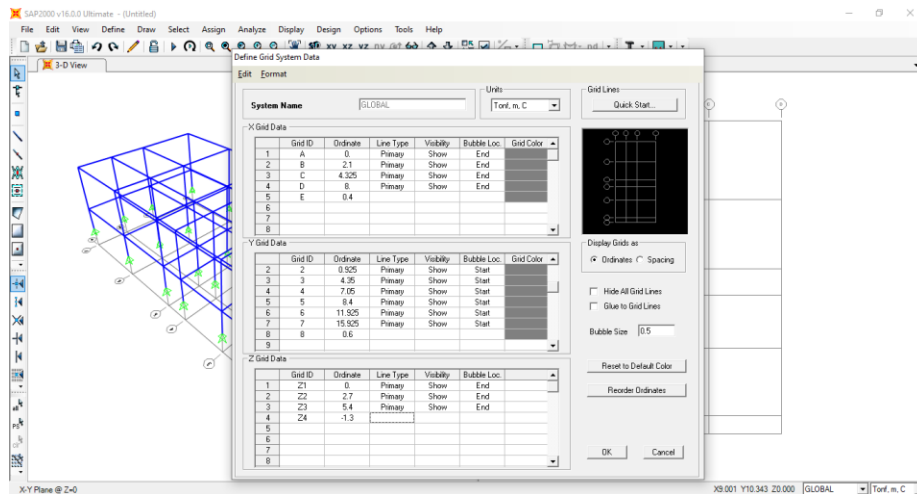 SAP2000 v16.0.0 Ultimate - (Untitled)
File Edit View Define Draw Select Assign Analyze Display Design Options Tools Help
3-D View
Define Grid System Data
Edit Format
System Name GLOBAL
Units
Tonf, m, C
Grid Lines
Quick Start...
X Grid Data
Grid ID Ordinate Line Type Visibility Bubble Loc. Grid Color
1 A 0. Primary Show End
2 B 2.1 Primary Show End
3 C 4.325 Primary Show End
4 D 8. Primary Show End
5 E 0.4
6
7
8
Y Grid Data
Grid ID Ordinate Line Type Visibility Bubble Loc. Grid Color
2 2 0.925 Primary Show Start
3 3 4.35 Primary Show Start
4 4 7.05 Primary Show Start
5 5 8.4 Primary Show Start
6 6 11.925 Primary Show Start
7 7 15.925 Primary Show Start
8 8 0.6
9
Z Grid Data
Grid ID Ordinate Line Type Visibility Bubble Loc.
1 Z1 0. Primary Show End
2 Z2 2.7 Primary Show End
3 Z3 5.4 Primary Show End
4 Z4 -1.3
5
6
7
8
Display Grids as
Ordinates Spacing
Hide All Grid Lines
Glue to Grid Lines
Bubble Size 0.5
Reset to Default Color
Reorder Ordinates
OK Cancel
X-Y Plane @ Z=0
X9.001 Y10.343 Z0.000 GLOBAL Tonf, m, C